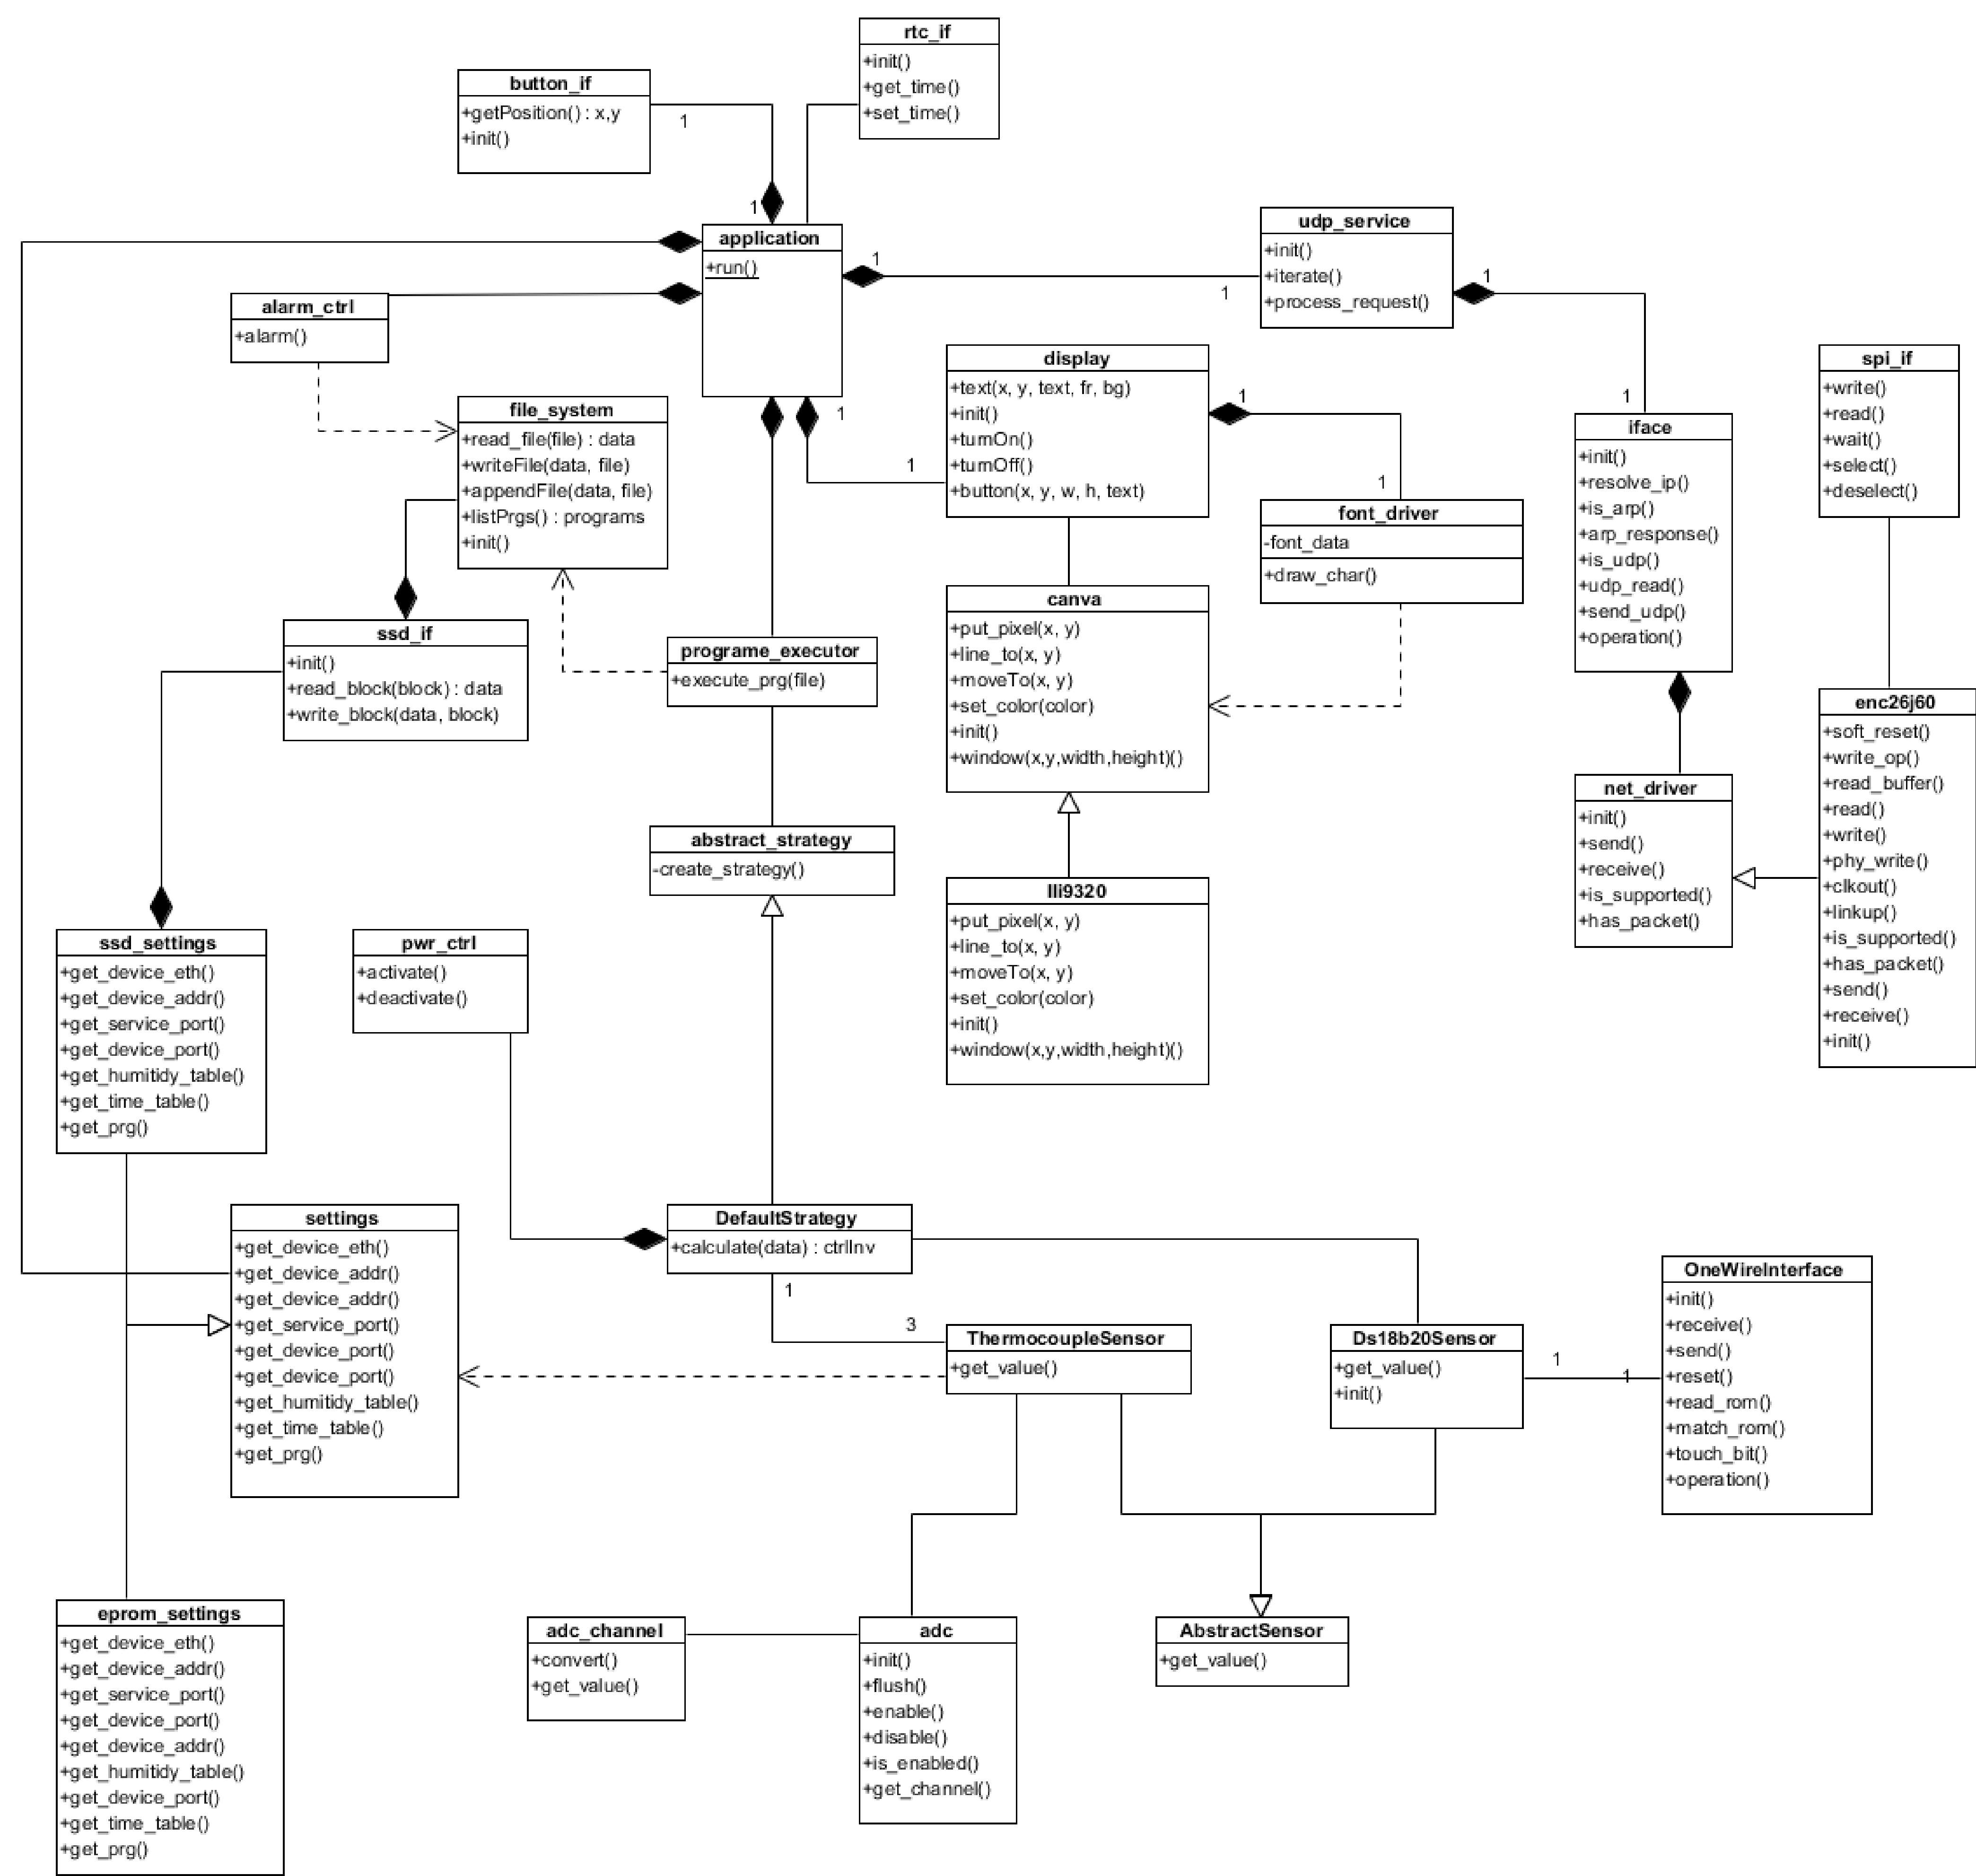 rtc_if
+init()
+get_time()
+set_time()
button_if
+getPosition() : x,y
+init()
1
1
application
+run()
1
1
udp_service
+init()
+iterate()
+process_request()
1
1
alarm_ctrl
+alarm()
file_system
+read_file(file) : data
+writeFile(data, file)
+appendFile(data, file)
+listPrgs() : programs
+init()
1
1
display
+text(x, y, text, fr, bg)
+init()
+turnOn()
+turnOff()
+button(x, y, w, h, text)
1
1
font_driver
-font_data
+draw_char()
iface
+init()
+resolve_ip()
+is_arp()
+arp_response()
+is_udp()
+udp_read()
+send_udp()
+operation()
spi_if
+write()
+read()
+wait()
+select()
+deselect()
ssd_if
+init()
+read_block(block) : data
+write_block(data, block)
programe_executor
+execute_prg(file)
canva
+put_pixel(x, y)
+line_to(x, y)
+moveTo(x, y)
+set_color(color)
+init()
+window(x,y,width,height)()
enc26j60
+soft_reset()
+write_op()
+read_buffer()
+read()
+write()
+phy_write()
+clkout()
+linkup()
+is_supported()
+has_packet()
+send()
+receive()
+init()
net_driver
+init()
+send()
+receive()
+is_supported()
+has_packet()
abstract_strategy
-create_strategy()
Ili9320
+put_pixel(x, y)
+line_to(x, y)
+moveTo(x, y)
+set_color(color)
+init()
+window(x,y,width,height)()
ssd_settings
+get_device_eth()
+get_device_addr()
+get_service_port()
+get_device_port()
+get_humitidy_table()
+get_time_table()
+get_prg()
pwr_ctrl
+activate()
+deactivate()
settings
+get_device_eth()
+get_device_addr()
+get_device_addr()
+get_service_port()
+get_device_port()
+get_device_port()
+get_humitidy_table()
+get_time_table()
+get_prg()
DefaultStrategy
+calculate(data) : ctrlInv
1
3
ThermocoupleSensor
+get_value()
Ds18b20Sensor
+get_value()
+init()
1
1
OneWireInterface
+init()
+receive()
+send()
+reset()
+read_rom()
+match_rom()
+touch_bit()
+operation()
eprom_settings
+get_device_eth()
+get_device_addr()
+get_service_port()
+get_device_port()
+get_device_addr()
+get_humitidy_table()
+get_device_port()
+get_time_table()
+get_prg()
adc_channel
+convert()
+get_value()
adc
+init()
+flush()
+enable()
+disable()
+is_enabled()
+get_channel()
AbstractSensor
+get_value()